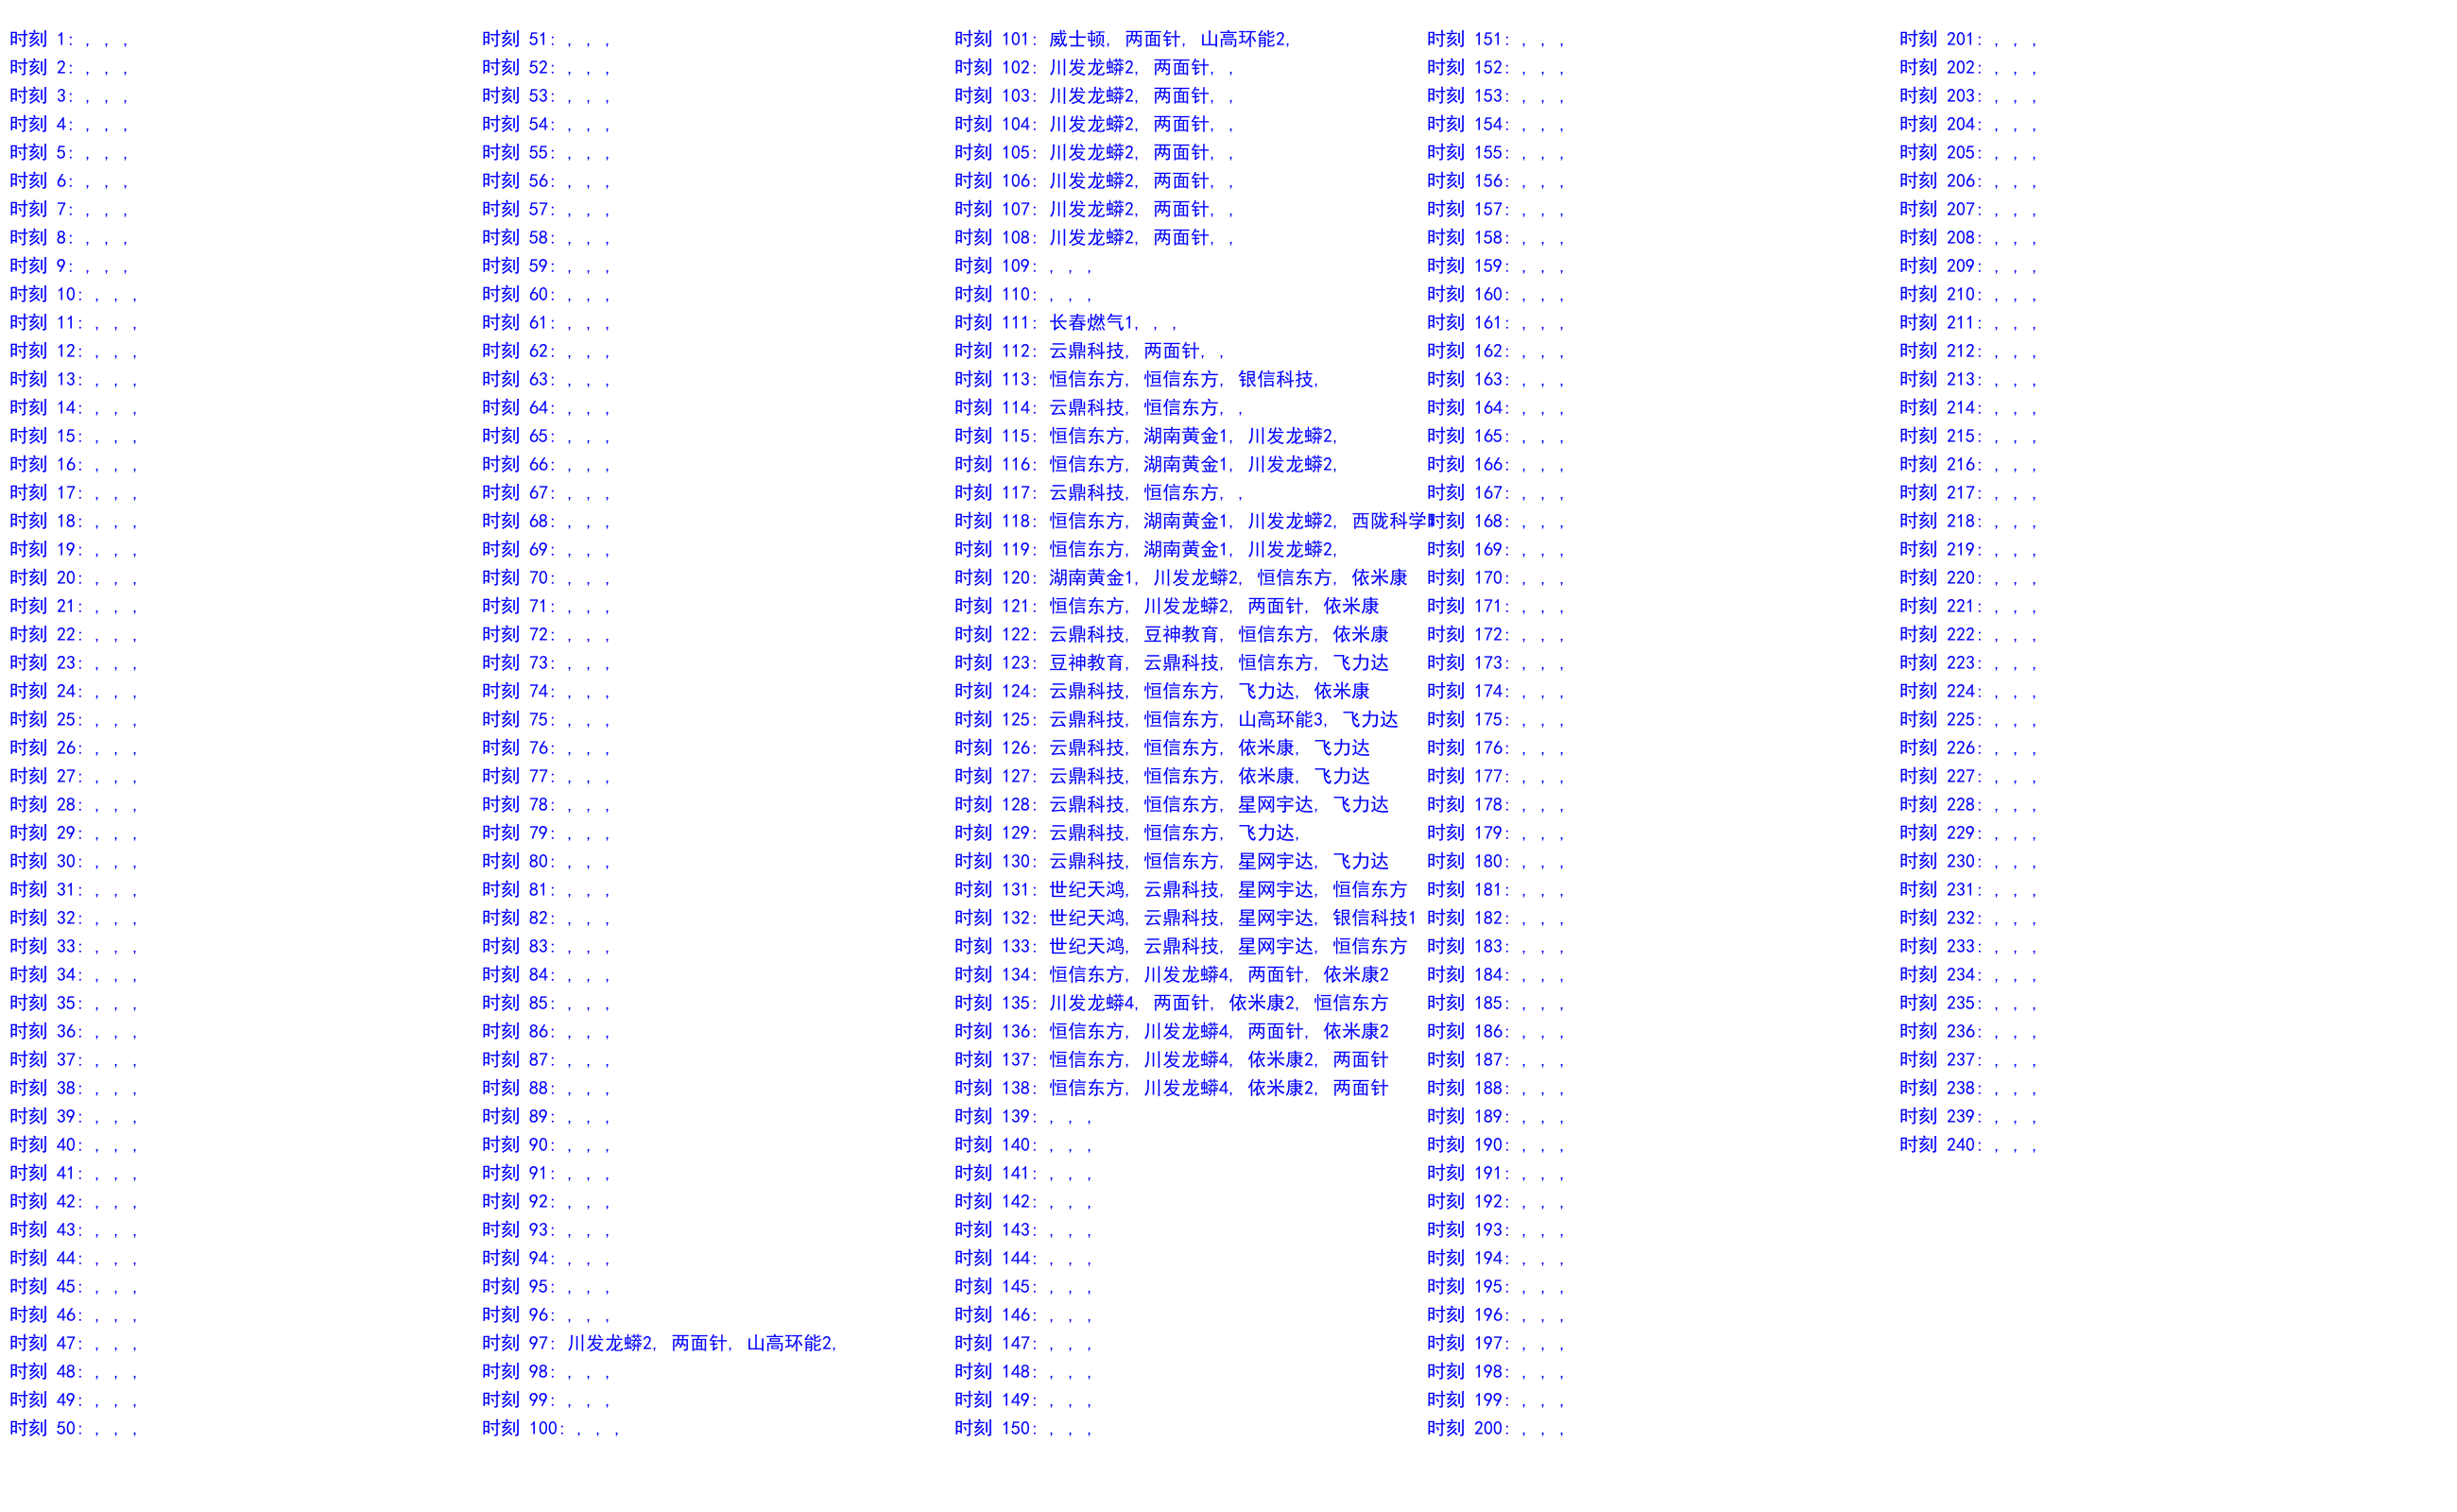 时刻 1: , , ,
时刻 2: , , ,
时刻 3: , , ,
时刻 4: , , ,
时刻 5: , , ,
时刻 6: , , ,
时刻 7: , , ,
时刻 8: , , ,
时刻 9: , , ,
时刻 10: , , ,
时刻 11: , , ,
时刻 12: , , ,
时刻 13: , , ,
时刻 14: , , ,
时刻 15: , , ,
时刻 16: , , ,
时刻 17: , , ,
时刻 18: , , ,
时刻 19: , , ,
时刻 20: , , ,
时刻 21: , , ,
时刻 22: , , ,
时刻 23: , , ,
时刻 24: , , ,
时刻 25: , , ,
时刻 26: , , ,
时刻 27: , , ,
时刻 28: , , ,
时刻 29: , , ,
时刻 30: , , ,
时刻 31: , , ,
时刻 32: , , ,
时刻 33: , , ,
时刻 34: , , ,
时刻 35: , , ,
时刻 36: , , ,
时刻 37: , , ,
时刻 38: , , ,
时刻 39: , , ,
时刻 40: , , ,
时刻 41: , , ,
时刻 42: , , ,
时刻 43: , , ,
时刻 44: , , ,
时刻 45: , , ,
时刻 46: , , ,
时刻 47: , , ,
时刻 48: , , ,
时刻 49: , , ,
时刻 50: , , ,
时刻 51: , , ,
时刻 52: , , ,
时刻 53: , , ,
时刻 54: , , ,
时刻 55: , , ,
时刻 56: , , ,
时刻 57: , , ,
时刻 58: , , ,
时刻 59: , , ,
时刻 60: , , ,
时刻 61: , , ,
时刻 62: , , ,
时刻 63: , , ,
时刻 64: , , ,
时刻 65: , , ,
时刻 66: , , ,
时刻 67: , , ,
时刻 68: , , ,
时刻 69: , , ,
时刻 70: , , ,
时刻 71: , , ,
时刻 72: , , ,
时刻 73: , , ,
时刻 74: , , ,
时刻 75: , , ,
时刻 76: , , ,
时刻 77: , , ,
时刻 78: , , ,
时刻 79: , , ,
时刻 80: , , ,
时刻 81: , , ,
时刻 82: , , ,
时刻 83: , , ,
时刻 84: , , ,
时刻 85: , , ,
时刻 86: , , ,
时刻 87: , , ,
时刻 88: , , ,
时刻 89: , , ,
时刻 90: , , ,
时刻 91: , , ,
时刻 92: , , ,
时刻 93: , , ,
时刻 94: , , ,
时刻 95: , , ,
时刻 96: , , ,
时刻 97: 川发龙蟒2, 两面针, 山高环能2,
时刻 98: , , ,
时刻 99: , , ,
时刻 100: , , ,
时刻 101: 威士顿, 两面针, 山高环能2,
时刻 102: 川发龙蟒2, 两面针, ,
时刻 103: 川发龙蟒2, 两面针, ,
时刻 104: 川发龙蟒2, 两面针, ,
时刻 105: 川发龙蟒2, 两面针, ,
时刻 106: 川发龙蟒2, 两面针, ,
时刻 107: 川发龙蟒2, 两面针, ,
时刻 108: 川发龙蟒2, 两面针, ,
时刻 109: , , ,
时刻 110: , , ,
时刻 111: 长春燃气1, , ,
时刻 112: 云鼎科技, 两面针, ,
时刻 113: 恒信东方, 恒信东方, 银信科技,
时刻 114: 云鼎科技, 恒信东方, ,
时刻 115: 恒信东方, 湖南黄金1, 川发龙蟒2,
时刻 116: 恒信东方, 湖南黄金1, 川发龙蟒2,
时刻 117: 云鼎科技, 恒信东方, ,
时刻 118: 恒信东方, 湖南黄金1, 川发龙蟒2, 西陇科学
时刻 119: 恒信东方, 湖南黄金1, 川发龙蟒2,
时刻 120: 湖南黄金1, 川发龙蟒2, 恒信东方, 依米康
时刻 121: 恒信东方, 川发龙蟒2, 两面针, 依米康
时刻 122: 云鼎科技, 豆神教育, 恒信东方, 依米康
时刻 123: 豆神教育, 云鼎科技, 恒信东方, 飞力达
时刻 124: 云鼎科技, 恒信东方, 飞力达, 依米康
时刻 125: 云鼎科技, 恒信东方, 山高环能3, 飞力达
时刻 126: 云鼎科技, 恒信东方, 依米康, 飞力达
时刻 127: 云鼎科技, 恒信东方, 依米康, 飞力达
时刻 128: 云鼎科技, 恒信东方, 星网宇达, 飞力达
时刻 129: 云鼎科技, 恒信东方, 飞力达,
时刻 130: 云鼎科技, 恒信东方, 星网宇达, 飞力达
时刻 131: 世纪天鸿, 云鼎科技, 星网宇达, 恒信东方
时刻 132: 世纪天鸿, 云鼎科技, 星网宇达, 银信科技1
时刻 133: 世纪天鸿, 云鼎科技, 星网宇达, 恒信东方
时刻 134: 恒信东方, 川发龙蟒4, 两面针, 依米康2
时刻 135: 川发龙蟒4, 两面针, 依米康2, 恒信东方
时刻 136: 恒信东方, 川发龙蟒4, 两面针, 依米康2
时刻 137: 恒信东方, 川发龙蟒4, 依米康2, 两面针
时刻 138: 恒信东方, 川发龙蟒4, 依米康2, 两面针
时刻 139: , , ,
时刻 140: , , ,
时刻 141: , , ,
时刻 142: , , ,
时刻 143: , , ,
时刻 144: , , ,
时刻 145: , , ,
时刻 146: , , ,
时刻 147: , , ,
时刻 148: , , ,
时刻 149: , , ,
时刻 150: , , ,
时刻 151: , , ,
时刻 152: , , ,
时刻 153: , , ,
时刻 154: , , ,
时刻 155: , , ,
时刻 156: , , ,
时刻 157: , , ,
时刻 158: , , ,
时刻 159: , , ,
时刻 160: , , ,
时刻 161: , , ,
时刻 162: , , ,
时刻 163: , , ,
时刻 164: , , ,
时刻 165: , , ,
时刻 166: , , ,
时刻 167: , , ,
时刻 168: , , ,
时刻 169: , , ,
时刻 170: , , ,
时刻 171: , , ,
时刻 172: , , ,
时刻 173: , , ,
时刻 174: , , ,
时刻 175: , , ,
时刻 176: , , ,
时刻 177: , , ,
时刻 178: , , ,
时刻 179: , , ,
时刻 180: , , ,
时刻 181: , , ,
时刻 182: , , ,
时刻 183: , , ,
时刻 184: , , ,
时刻 185: , , ,
时刻 186: , , ,
时刻 187: , , ,
时刻 188: , , ,
时刻 189: , , ,
时刻 190: , , ,
时刻 191: , , ,
时刻 192: , , ,
时刻 193: , , ,
时刻 194: , , ,
时刻 195: , , ,
时刻 196: , , ,
时刻 197: , , ,
时刻 198: , , ,
时刻 199: , , ,
时刻 200: , , ,
时刻 201: , , ,
时刻 202: , , ,
时刻 203: , , ,
时刻 204: , , ,
时刻 205: , , ,
时刻 206: , , ,
时刻 207: , , ,
时刻 208: , , ,
时刻 209: , , ,
时刻 210: , , ,
时刻 211: , , ,
时刻 212: , , ,
时刻 213: , , ,
时刻 214: , , ,
时刻 215: , , ,
时刻 216: , , ,
时刻 217: , , ,
时刻 218: , , ,
时刻 219: , , ,
时刻 220: , , ,
时刻 221: , , ,
时刻 222: , , ,
时刻 223: , , ,
时刻 224: , , ,
时刻 225: , , ,
时刻 226: , , ,
时刻 227: , , ,
时刻 228: , , ,
时刻 229: , , ,
时刻 230: , , ,
时刻 231: , , ,
时刻 232: , , ,
时刻 233: , , ,
时刻 234: , , ,
时刻 235: , , ,
时刻 236: , , ,
时刻 237: , , ,
时刻 238: , , ,
时刻 239: , , ,
时刻 240: , , ,